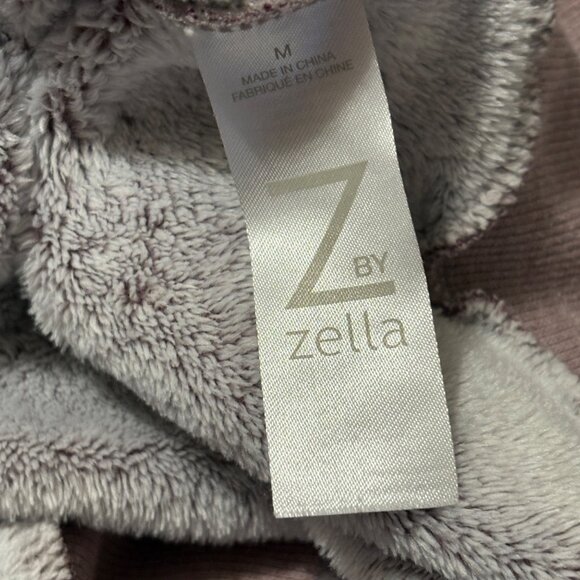 M
MADE IN CHINA
FABRIQUÉ EN CHINE
Z BY
zella